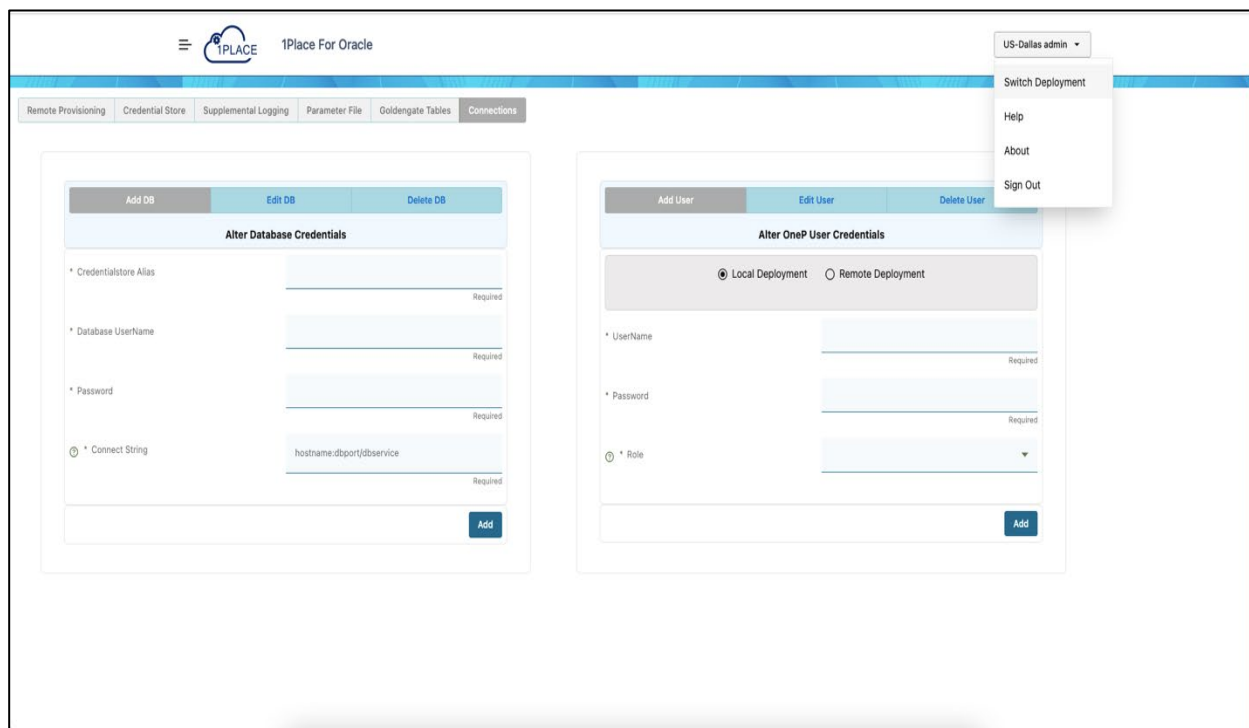 1PLACE
1Place For Oracle
US-Dallas admin
Switch Deployment
Help
About
Sign Out
Remote Provisioning
Credential Store
Supplemental Logging
Parameter File
Goldengate Tables
Connections
Add DB
Edit DB
Delete DB
Alter Database Credentials
* Credentialstore Alias
Required
* Database UserName
Required
* Password
Required
* Connect String
hostname:dbport/dbservice
Required
Add
Add User
Edit User
Delete User
Alter OneP User Credentials
Local Deployment
Remote Deployment
* UserName
Required
* Password
Required
* Role
Add